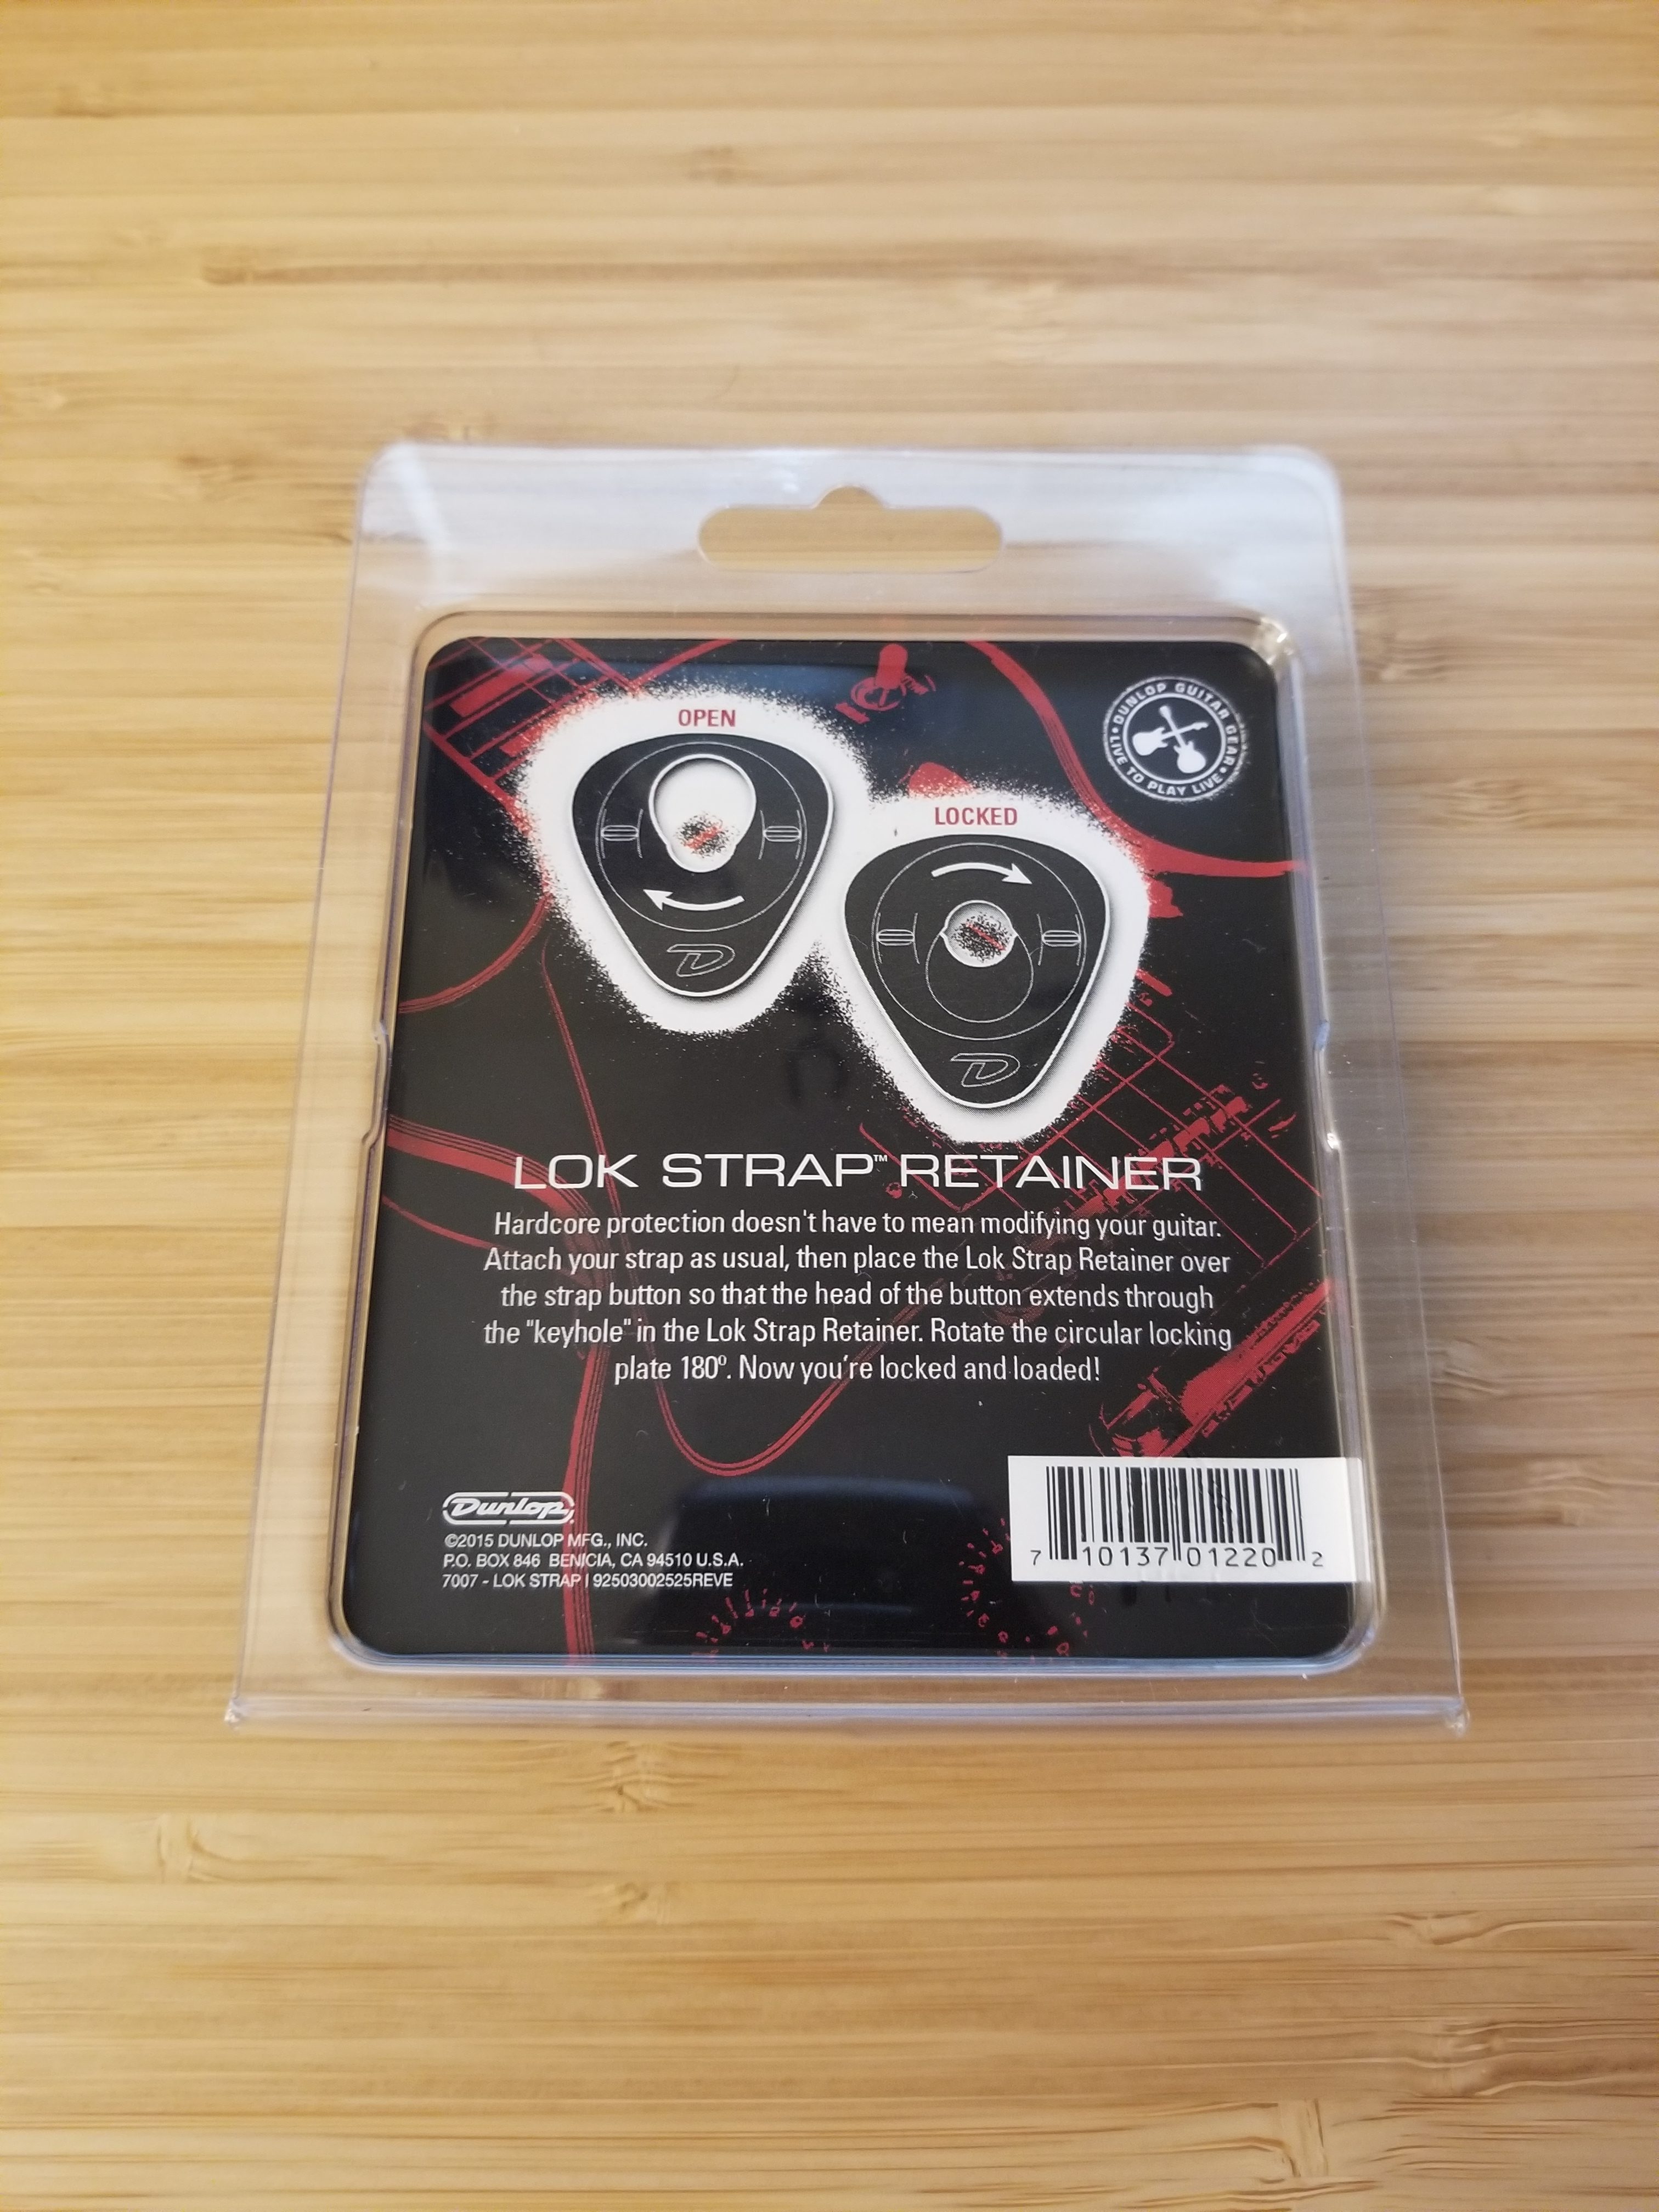 OPEN
DUNLOP GUITAR GEAR
• LIVE TO PLAY LIVE •
LOCKED
D
D
LOK STRAP™ RETAINER
Hardcore protection doesn't have to mean modifying your guitar.
Attach your strap as usual, then place the Lok Strap Retainer over
the strap button so that the head of the button extends through
the "keyhole" in the Lok Strap Retainer. Rotate the circular locking
plate 180º. Now you're locked and loaded!
Dunlop
©2015 DUNLOP MFG., INC.
P.O. BOX 846 BENICIA, CA 94510 U.S.A.
7007 - LOK STRAP | 92503002525REVE
7 10137 01220 2